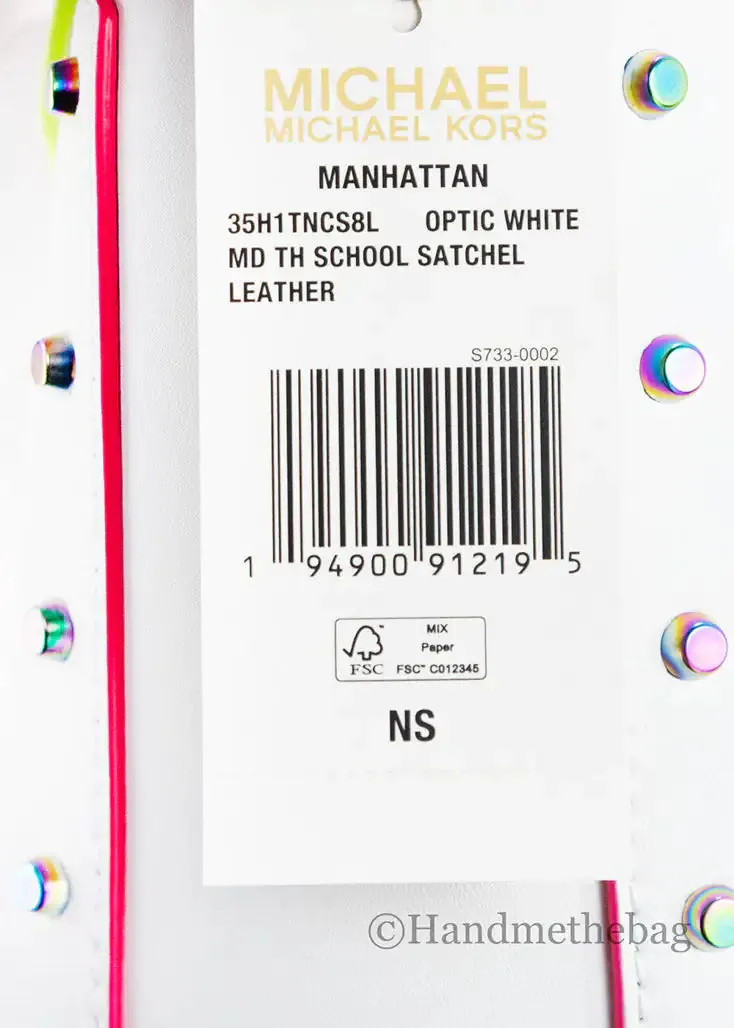 MICHAEL
MICHAEL KORS
MANHATTAN
35H1TNCS8L OPTIC WHITE
MD TH SCHOOL SATCHEL
LEATHER
S733-0002
1 94900 91219 5
MIX
Paper
FSC™ C012345
FSC
NS
©Handmethebag